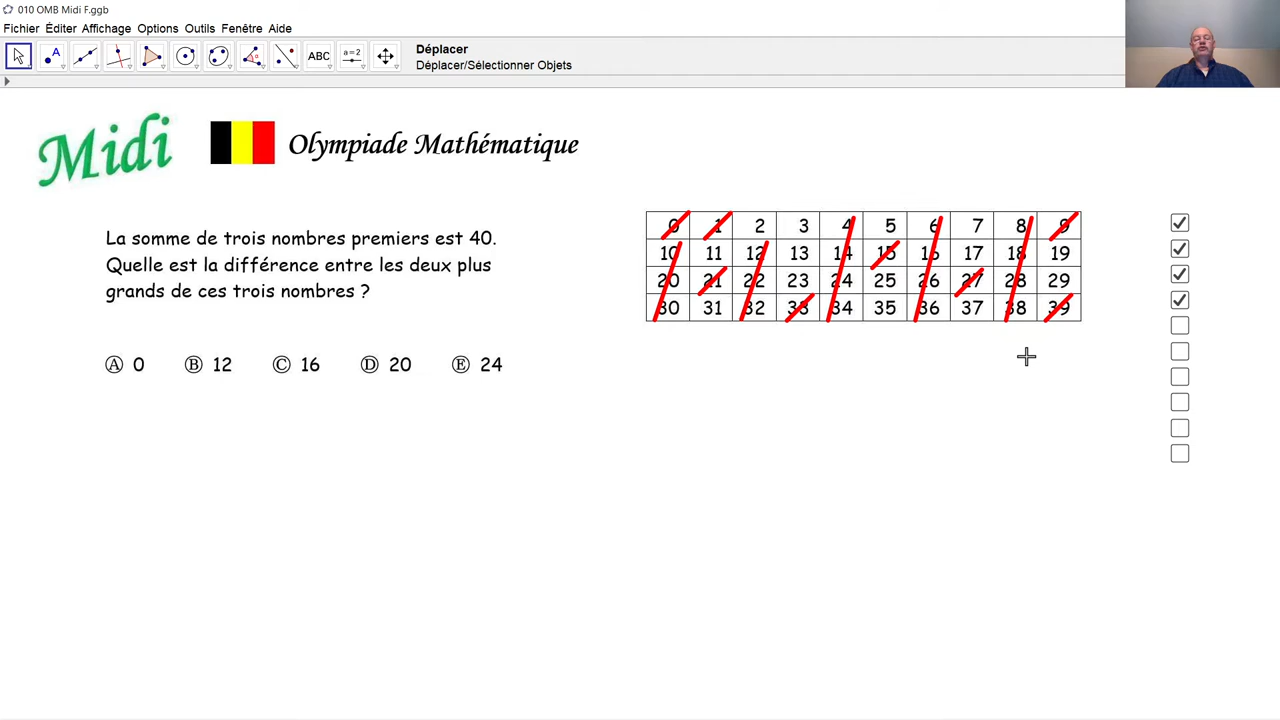 010 OMB Midi F.ggb
Fichier Éditer Affichage Options Outils Fenêtre Aide
A ABC a=2 Déplacer
Déplacer/Sélectionner Objets
Midi Olympiade Mathématique
La somme de trois nombres premiers est 40.
Quelle est la différence entre les deux plus
grands de ces trois nombres ?
Ⓐ 0 Ⓑ 12 Ⓒ 16 Ⓓ 20 Ⓔ 24
0 1 2 3 4 5 6 7 8 9
10 11 12 13 14 15 16 17 18 19
20 21 22 23 24 25 26 27 28 29
30 31 32 33 34 35 36 37 38 39